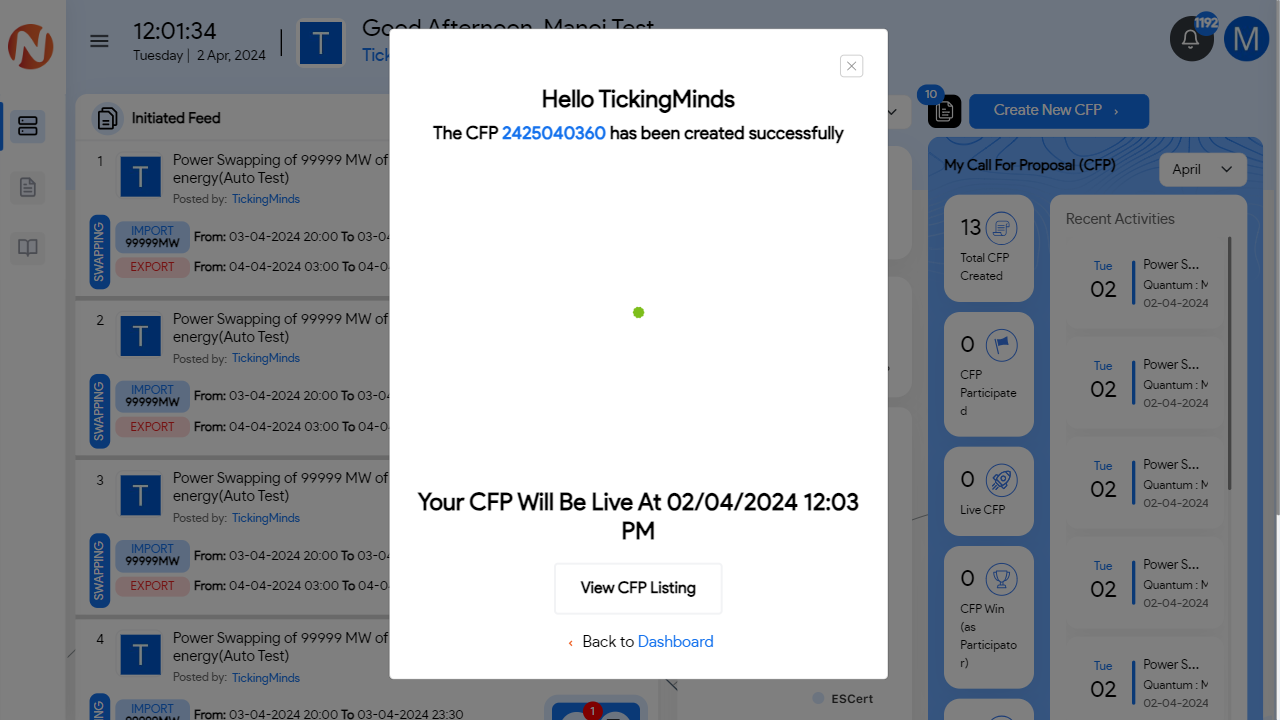 12:01:34
Tuesday | 2 Apr, 2024
T
Good Afternoon, Manoj Test
1192
M
Initiated Feed
1
T
Power Swapping of 99999 MW of
energy(Auto Test)
Posted by: TickingMinds
SWAPPING
IMPORT
99999MW
From: 03-04-2024 20:00 To 03-04
EXPORT
From: 04-04-2024 03:00 To 04-0
2
T
Power Swapping of 99999 MW of
energy(Auto Test)
Posted by: TickingMinds
SWAPPING
IMPORT
99999MW
From: 03-04-2024 20:00 To 03-04
EXPORT
From: 04-04-2024 03:00 To 04-0
3
T
Power Swapping of 99999 MW of
energy(Auto Test)
Posted by: TickingMinds
SWAPPING
IMPORT
99999MW
From: 03-04-2024 20:00 To 03-04
EXPORT
From: 04-04-2024 03:00 To 04-0
4
T
Power Swapping of 99999 MW of
energy(Auto Test)
Posted by: TickingMinds
SWAPPING
IMPORT
99999MW
From: 03-04-2024 20:00 To 03-04-2024 23:30
1
Hello TickingMinds
The CFP 2425040360 has been created successfully
Your CFP Will Be Live At 02/04/2024 12:03
PM
View CFP Listing
‹ Back to Dashboard
ESCert
10
Create New CFP ›
My Call For Proposal (CFP)
April
13
Total CFP
Created
0
CFP
Participate
d
0
Live CFP
0
CFP Win
(as
Participato
r)
Recent Activities
Tue
02
Power S...
Quantum : M
02-04-2024
Tue
02
Power S...
Quantum : M
02-04-2024
Tue
02
Power S...
Quantum : M
02-04-2024
Tue
02
Power S...
Quantum : M
02-04-2024
Tue
02
Power S...
Quantum : M
02-04-2024